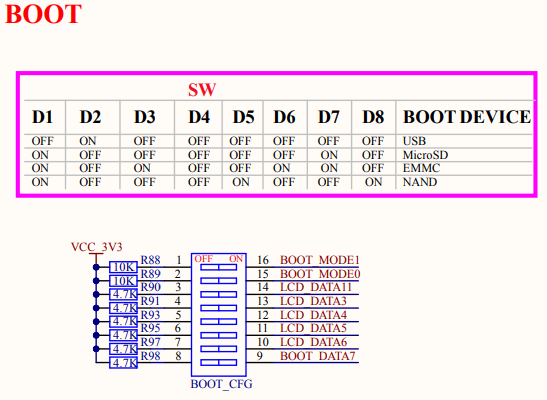 BOOT
SW
D1 D2 D3 D4 D5 D6 D7 D8 BOOT DEVICE
OFF ON OFF OFF OFF OFF OFF OFF USB
ON OFF OFF OFF OFF OFF ON OFF MicroSD
ON OFF ON OFF OFF ON ON OFF EMMC
ON OFF OFF OFF ON OFF OFF ON NAND
VCC_3V3
OFF ON
10K R88 1 16 BOOT_MODE1
10K R89 2 15 BOOT_MODE0
4.7K R90 3 14 LCD_DATA11
4.7K R91 4 13 LCD_DATA3
4.7K R93 5 12 LCD_DATA4
4.7K R95 6 11 LCD_DATA5
4.7K R97 7 10 LCD_DATA6
4.7K R98 8 9 BOOT_DATA7
BOOT_CFG